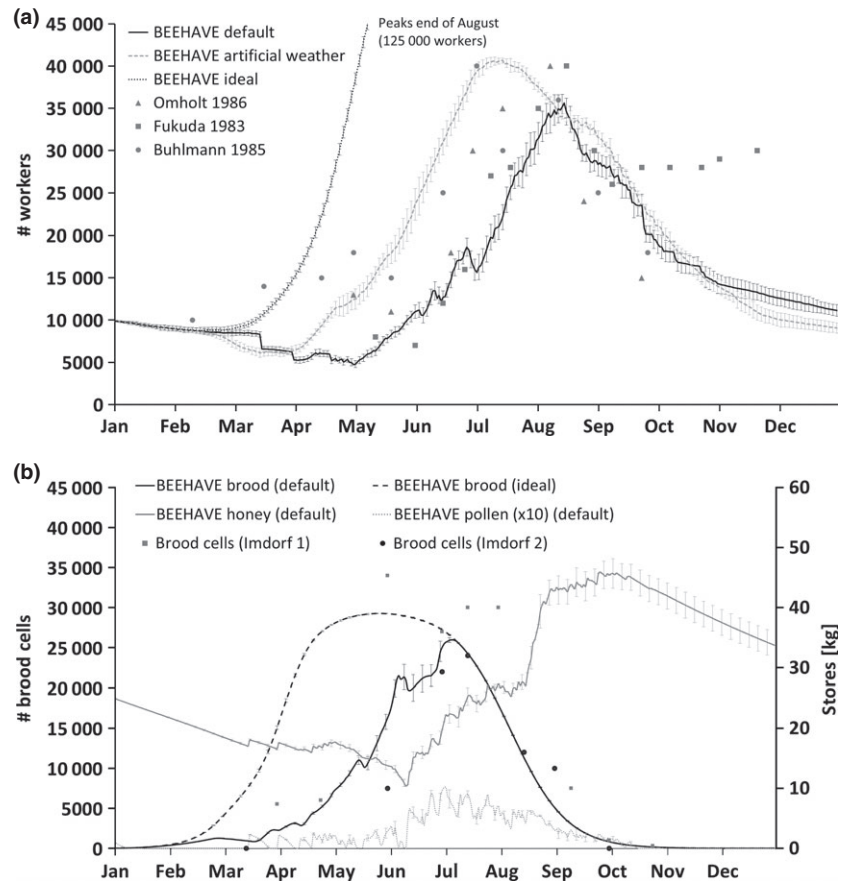 (a)
45 000
40 000
35 000
30 000
25 000
20 000
15 000
10 000
5000
0
# workers
BEEHAVE default
BEEHAVE artificial weather
BEEHAVE ideal
Omholt 1986
Fukuda 1983
Buhlmann 1985
Peaks end of August
(125 000 workers)
Jan Feb Mar Apr May Jun Jul Aug Sep Oct Nov Dec
(b)
45 000
40 000
35 000
30 000
25 000
20 000
15 000
10 000
5000
0
# brood cells
BEEHAVE brood (default) BEEHAVE brood (ideal)
BEEHAVE honey (default) BEEHAVE pollen (x10) (default)
Brood cells (Imdorf 1) Brood cells (Imdorf 2)
60
50
40
30
20
10
0
Stores [kg]
Jan Feb Mar Apr May Jun Jul Aug Sep Oct Nov Dec